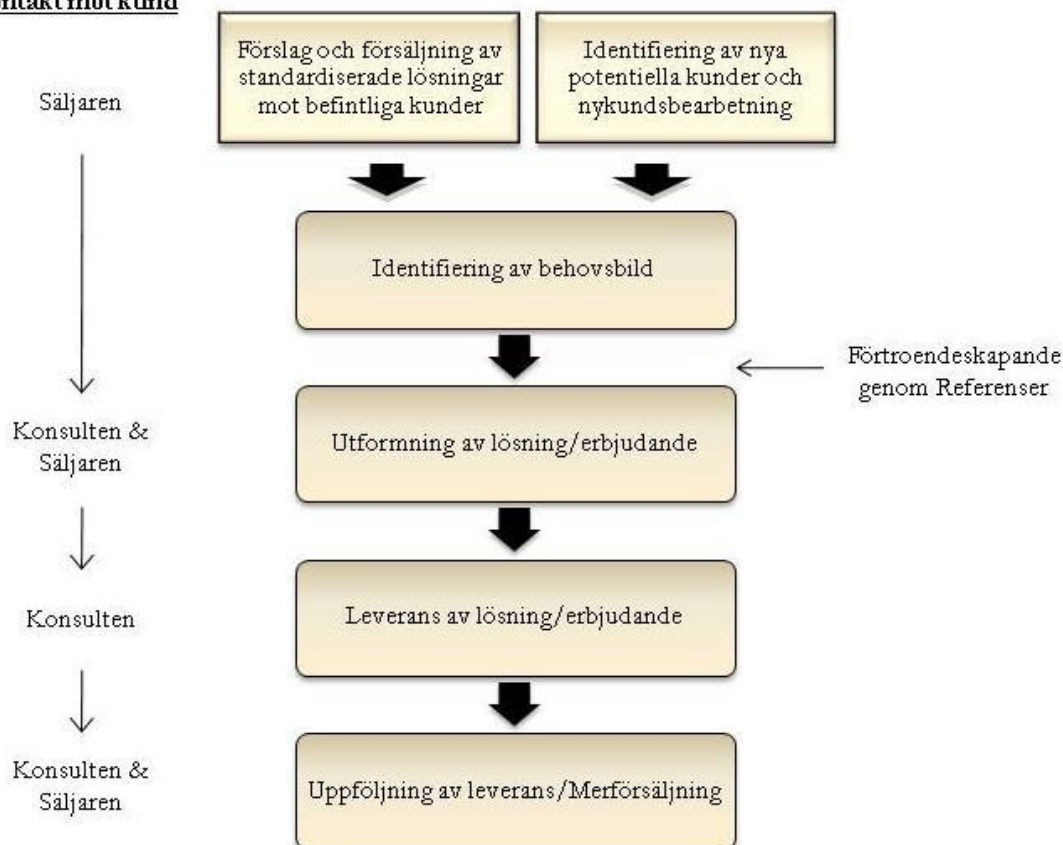 mot kund
Förslag och försäljning av
standardiserade lösningar
mot befintliga kunder
Identifiering av nya
potentiella kunder och
nykundsbearbetning
Säljaren
Identifiering av behovsbild
Förtroendeskapande
genom Referenser
Konsulten &
Säljaren
Utformning av lösning/erbjudande
Konsulten
Leverans av lösning/erbjudande
Konsulten &
Säljaren
Uppföljning av leverans/Merförsäljning